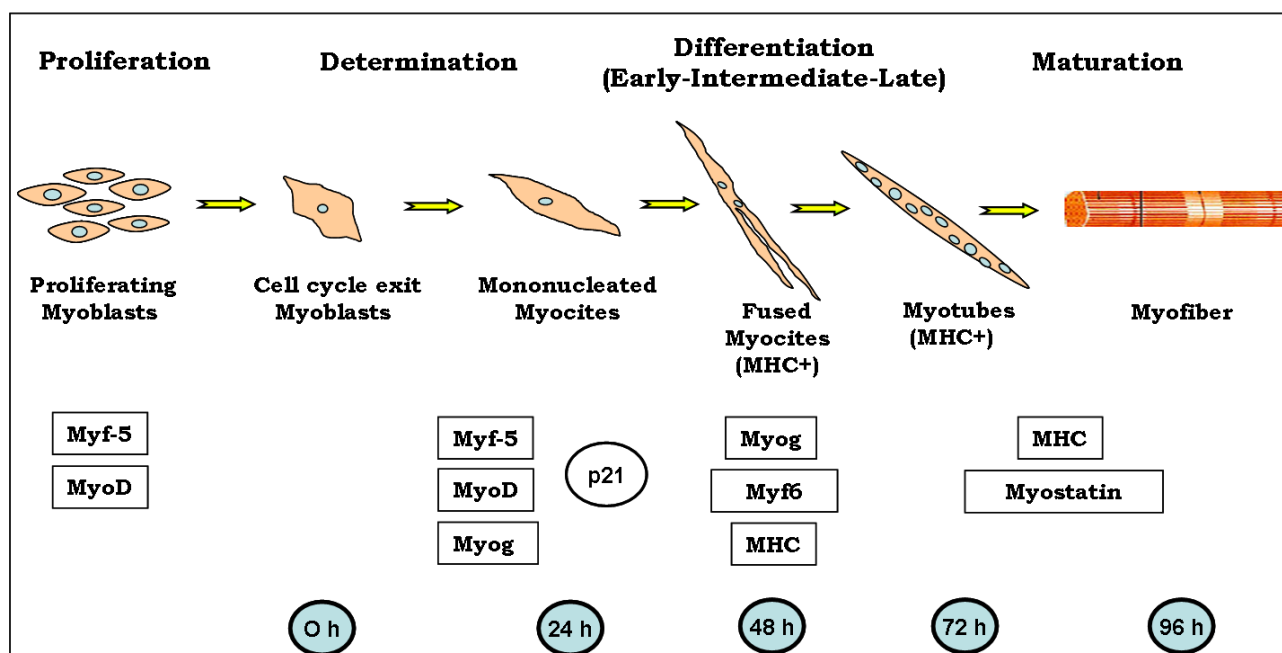 Proliferation
Determination
Differentiation
(Early-Intermediate-Late)
Maturation
Proliferating
Myoblasts
Cell cycle exit
Myoblasts
Mononucleated
Myocites
Fused
Myocites
(MHC+)
Myotubes
(MHC+)
Myofiber
Myf-5
MyoD
Myf-5
MyoD
Myog
p21
Myog
Myf6
MHC
MHC
Myostatin
O h
24 h
48 h
72 h
96 h